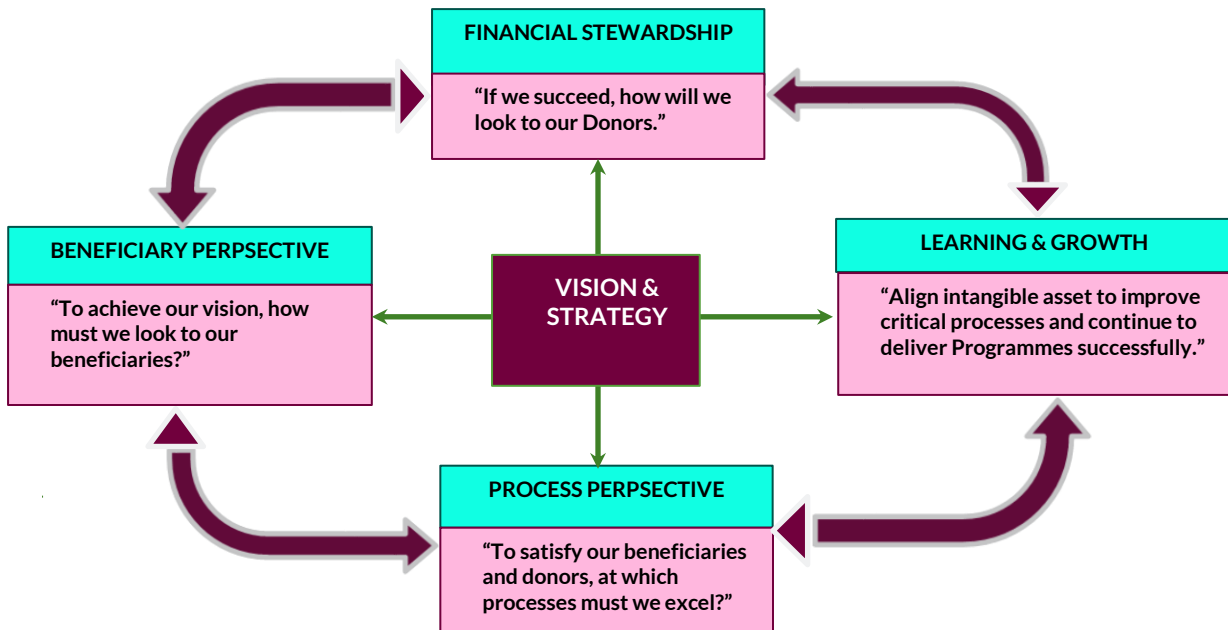 FINANCIAL STEWARDSHIP
“If we succeed, how will we
look to our Donors.”
BENEFICIARY PERPSECTIVE
“To achieve our vision, how
must we look to our
beneficiaries?”
VISION &
STRATEGY
LEARNING & GROWTH
“Align intangible asset to improve
critical processes and continue to
deliver Programmes successfully.”
PROCESS PERPSECTIVE
“To satisfy our beneficiaries
and donors, at which
processes must we excel?”